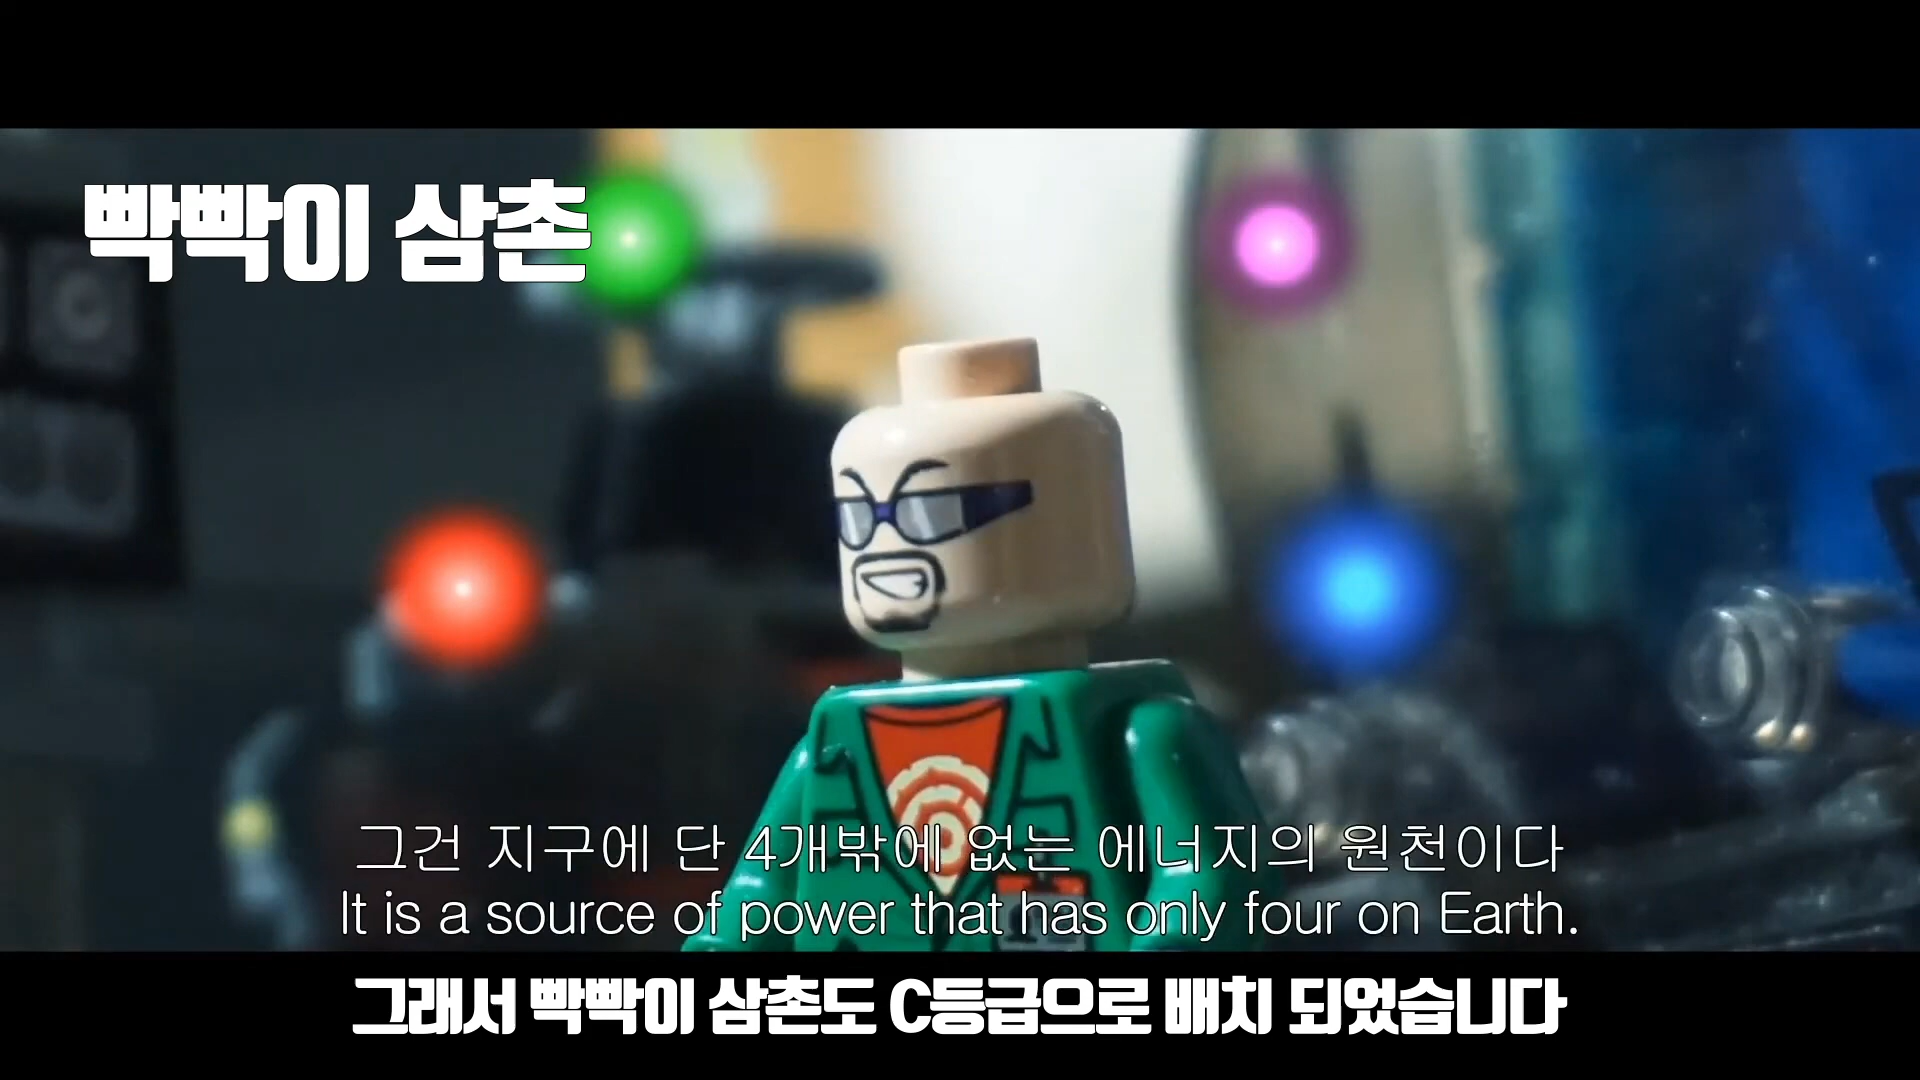 빡빡이 삼촌
그건 지구에 단 4개밖에 없는 에너지의 원천이다
It is a source of power that has only four on Earth.
그래서 빡빡이 삼촌도 C등급으로 배치 되었습니다